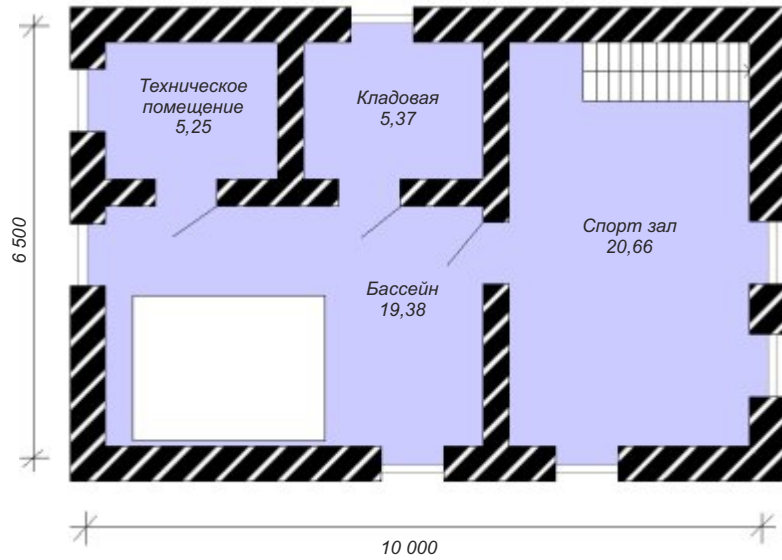 Техническое
помещение
5,25
Кладовая
5,37
Спорт зал
20,66
Бассейн
19,38
6 500
10 000